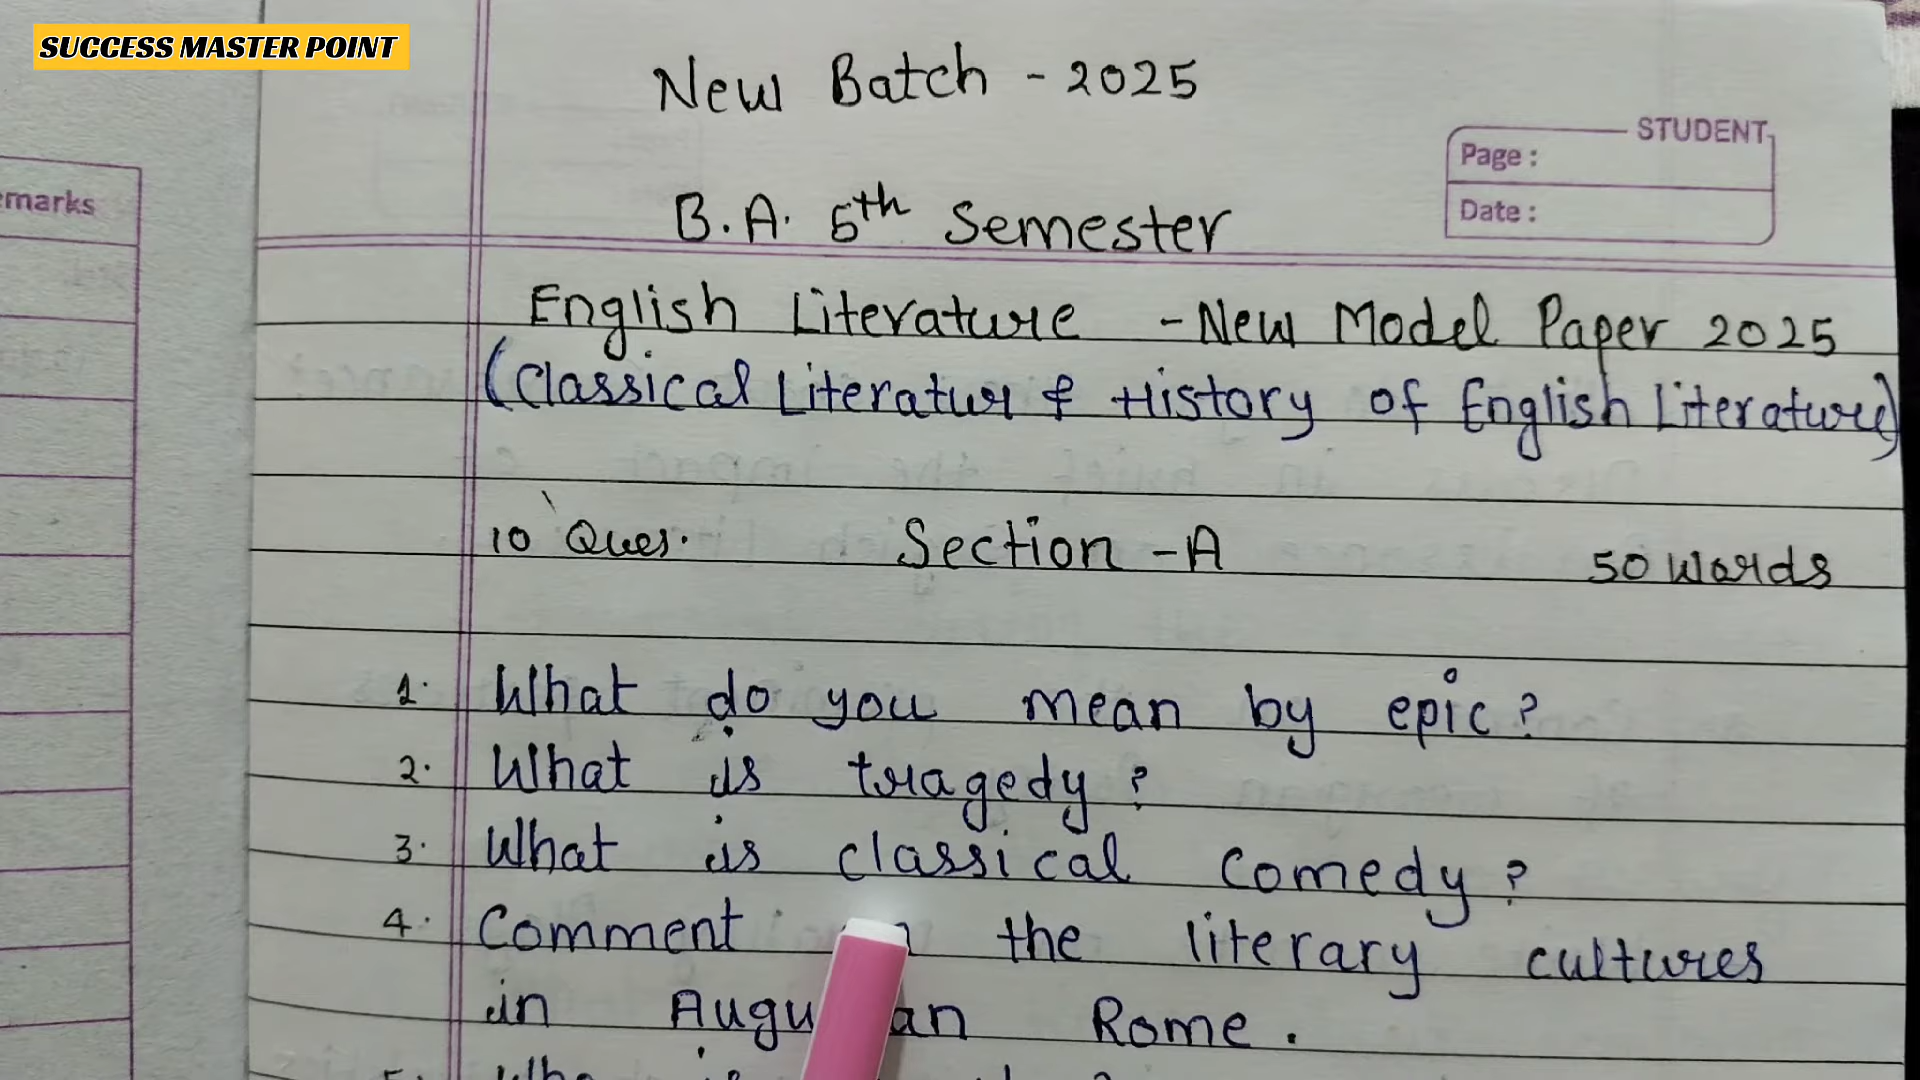 SUCCESS MASTER POINT
New Batch - 2025
STUDENT
Page :
Date :
marks
B.A. 5th Semester
English Literature - New Model Paper 2025
(Classical Literatur & History of English Literature)
10 Ques. Section - A 50 Words
1. What do you mean by epic?
2. What is tragedy?
3. What is classical comedy?
4. Comment the literary cultures
in Rome.